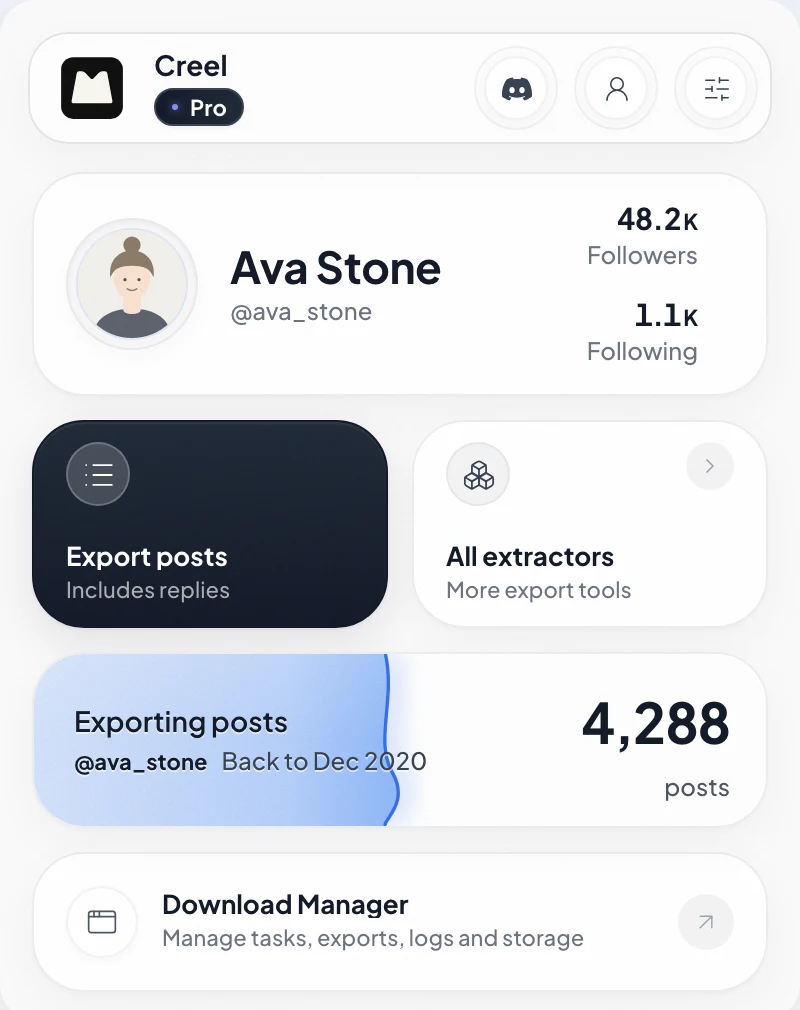 Creel
Pro
Ava Stone
@ava_stone
48.2K
Followers
1.1K
Following
Export posts
Includes replies
All extractors
More export tools
Exporting posts
@ava_stone Back to Dec 2020
4,288
posts
Download Manager
Manage tasks, exports, logs and storage